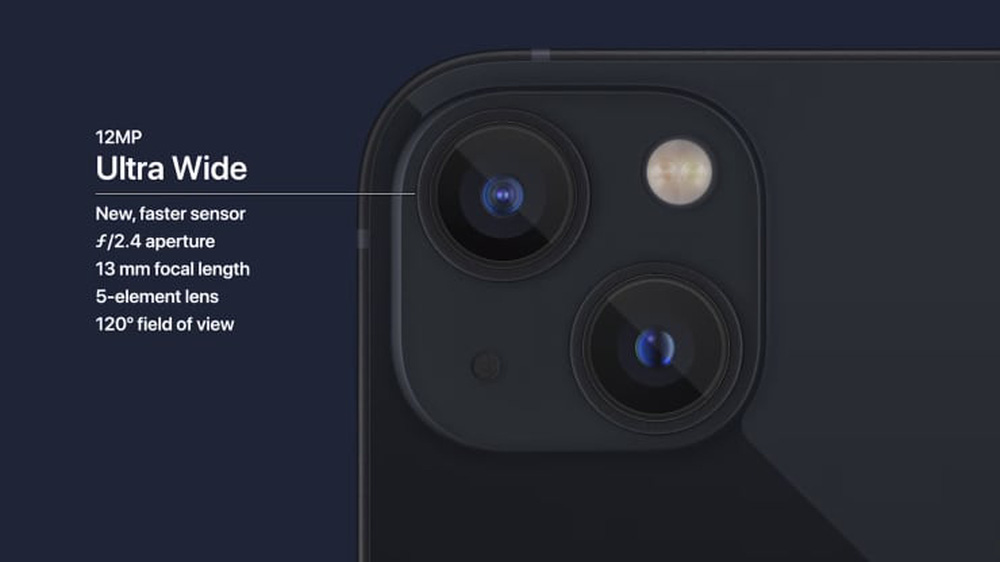 12MP
Ultra Wide
New, faster sensor
ƒ/2.4 aperture
13 mm focal length
5-element lens
120° field of view